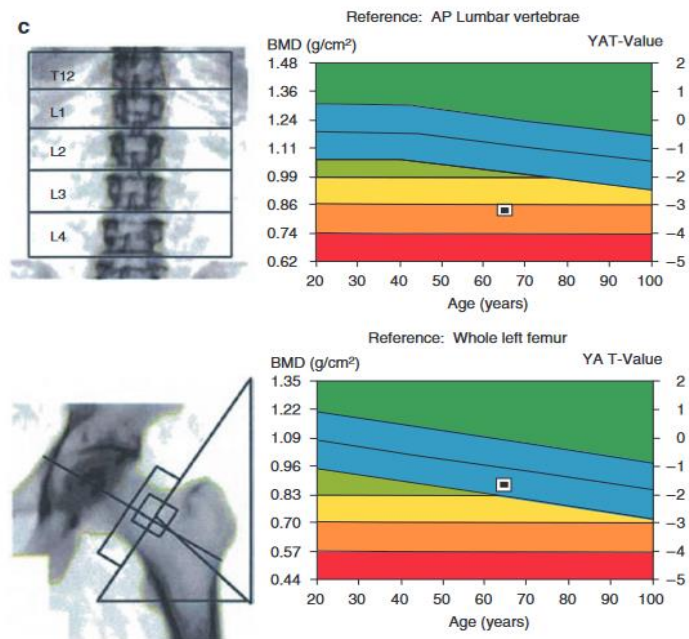 c
T12
L1
L2
L3
L4
Reference: AP Lumbar vertebrae
BMD (g/cm²) YAT-Value
1.48 2
1.36 1
1.24 0
1.11 –1
0.99 –2
0.86 –3
0.74 –4
0.62 –5
20 30 40 50 60 70 80 90 100
Age (years)
Reference: Whole left femur
BMD (g/cm²) YA T-Value
1.35 2
1.22 1
1.09 0
0.96 –1
0.83 –2
0.70 –3
0.57 –4
0.44 –5
20 30 40 50 60 70 80 90 100
Age (years)